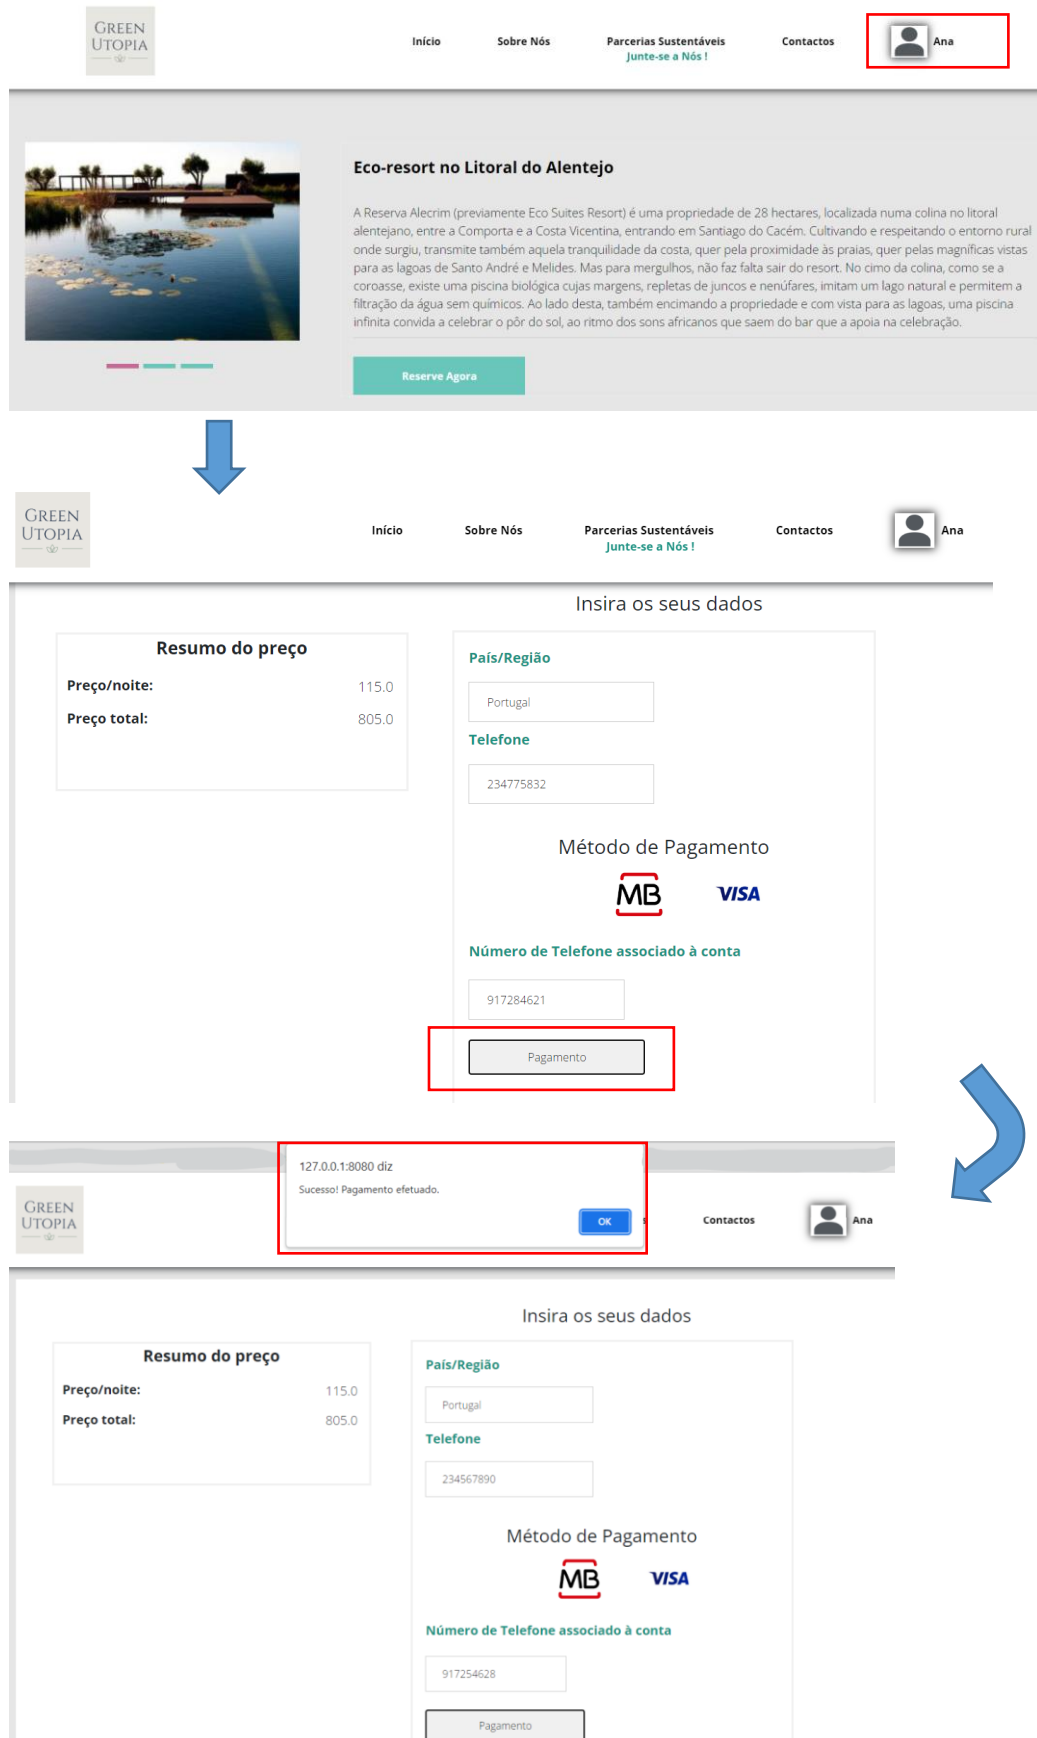 GREEN
UTOPIA
Início
Sobre Nós
Parcerias Sustentáveis
Junte-se a Nós !
Contactos
Ana
Eco-resort no Litoral do Alentejo
A Reserva Alecrim (previamente Eco Suites Resort) é uma propriedade de 28 hectares, localizada numa colina no litoral
alentejano, entre a Comporta e a Costa Vicentina, entrando em Santiago do Cacém. Cultivando e respeitando o entorno rural
onde surgiu, transmite também aquela tranquilidade da costa, quer pela proximidade às praias, quer pelas magníficas vistas
para as lagoas de Santo André e Melides. Mas para mergulhos, não faz falta sair do resort. No cimo da colina, como se a
coroasse, existe uma piscina biológica cujas margens, repletas de juncos e nenúfares, imitam um lago natural e permitem a
filtração da água sem químicos. Ao lado desta, também encimando a propriedade e com vista para as lagoas, uma piscina
infinita convida a celebrar o pôr do sol, ao ritmo dos sons africanos que saem do bar que a apoia na celebração.
Reserve Agora
GREEN
UTOPIA
Início
Sobre Nós
Parcerias Sustentáveis
Junte-se a Nós !
Contactos
Ana
Insira os seus dados
Resumo do preço
Preço/noite: 115.0
Preço total: 805.0
País/Região
Portugal
Telefone
234775832
Método de Pagamento
MB VISA
Número de Telefone associado à conta
917284621
Pagamento
127.0.0.1:8080 diz
Sucesso! Pagamento efetuado.
OK
GREEN
UTOPIA
s
Contactos
Ana
Insira os seus dados
Resumo do preço
Preço/noite: 115.0
Preço total: 805.0
País/Região
Portugal
Telefone
234567890
Método de Pagamento
MB VISA
Número de Telefone associado à conta
917254628
Pagamento